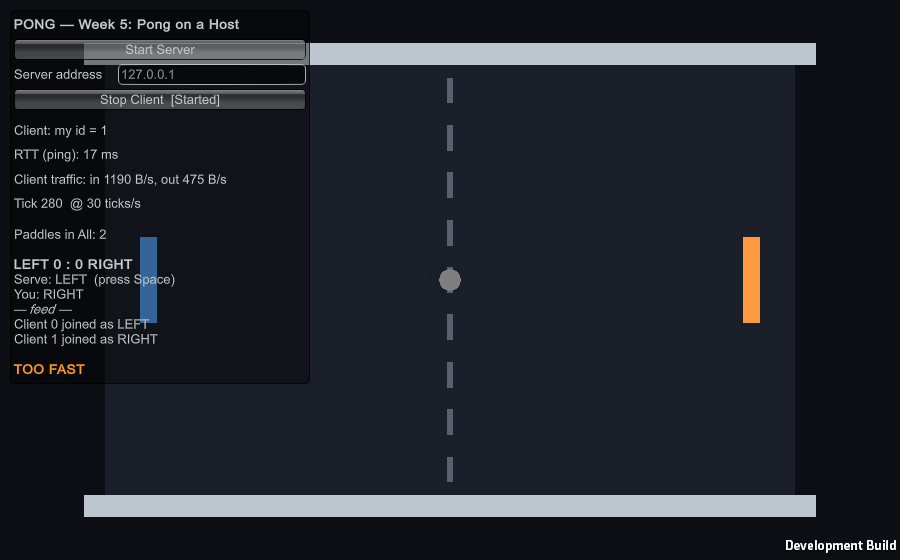 PONG — Week 5: Pong on a Host
Start Server
Server address 127.0.0.1
Stop Client [Started]
Client: my id = 1
RTT (ping): 17 ms
Client traffic: in 1190 B/s, out 475 B/s
Tick 280 @ 30 ticks/s
Paddles in All: 2
LEFT 0 : 0 RIGHT
Serve: LEFT (press Space)
You: RIGHT
— feed —
Client 0 joined as LEFT
Client 1 joined as RIGHT
TOO FAST
Development Build